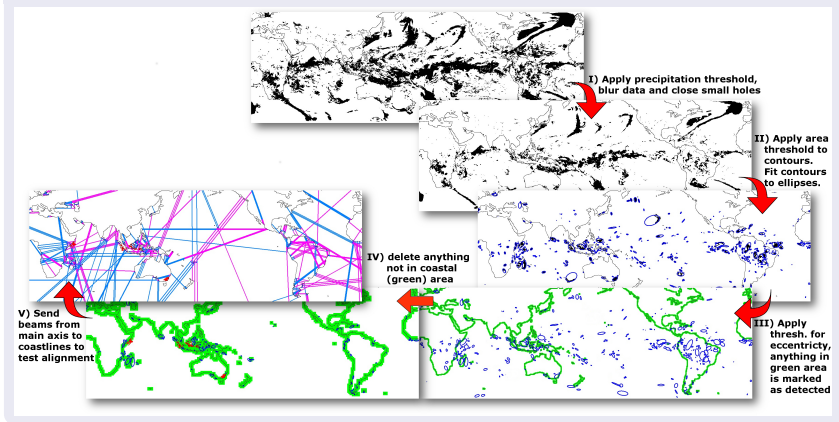 I) Apply precipitation threshold,
blur data and close small holes
II) Apply area
threshold to
contours.
Fit contours
to ellipses.
III) Apply
thresh. for
eccentricty,
anything in
green area
is marked
as detected
IV) delete anything
not in coastal
(green) area
V) Send
beams from
main axis to
coastlines to
test alignment